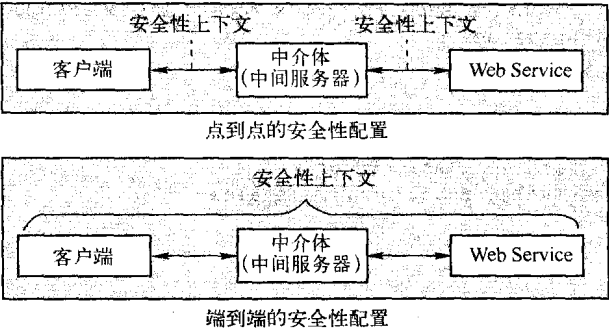 安全性上下文 安全性上下文
客户端
中介体
(中间服务器)
Web Service
点到点的安全性配置
安全性上下文
客户端
中介体
(中间服务器)
Web Service
端到端的安全性配置